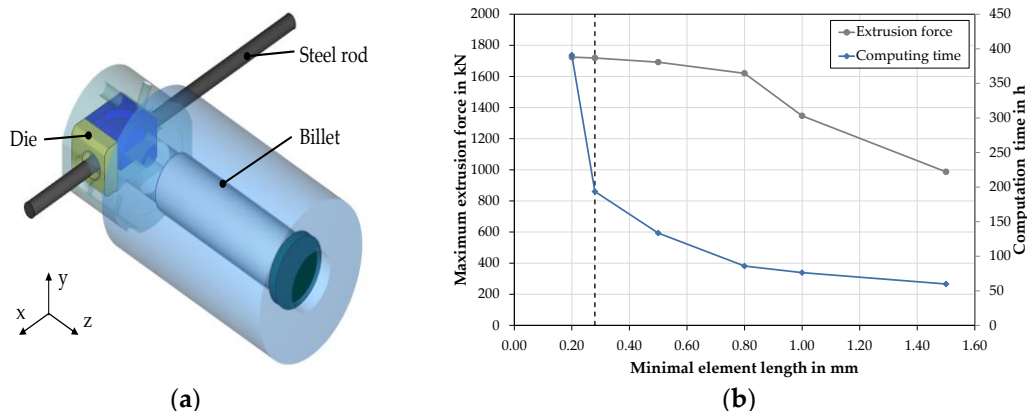 Steel rod
Die
Billet
y
x
z
(a)
Maximum extrusion force in kN
2000
1800
1600
1400
1200
1000
800
600
400
200
0
Extrusion force
Computing time
450
400
350
300
250
200
150
100
50
0
Computation time in h
0.00 0.20 0.40 0.60 0.80 1.00 1.20 1.40 1.60
Minimal element length in mm
(b)